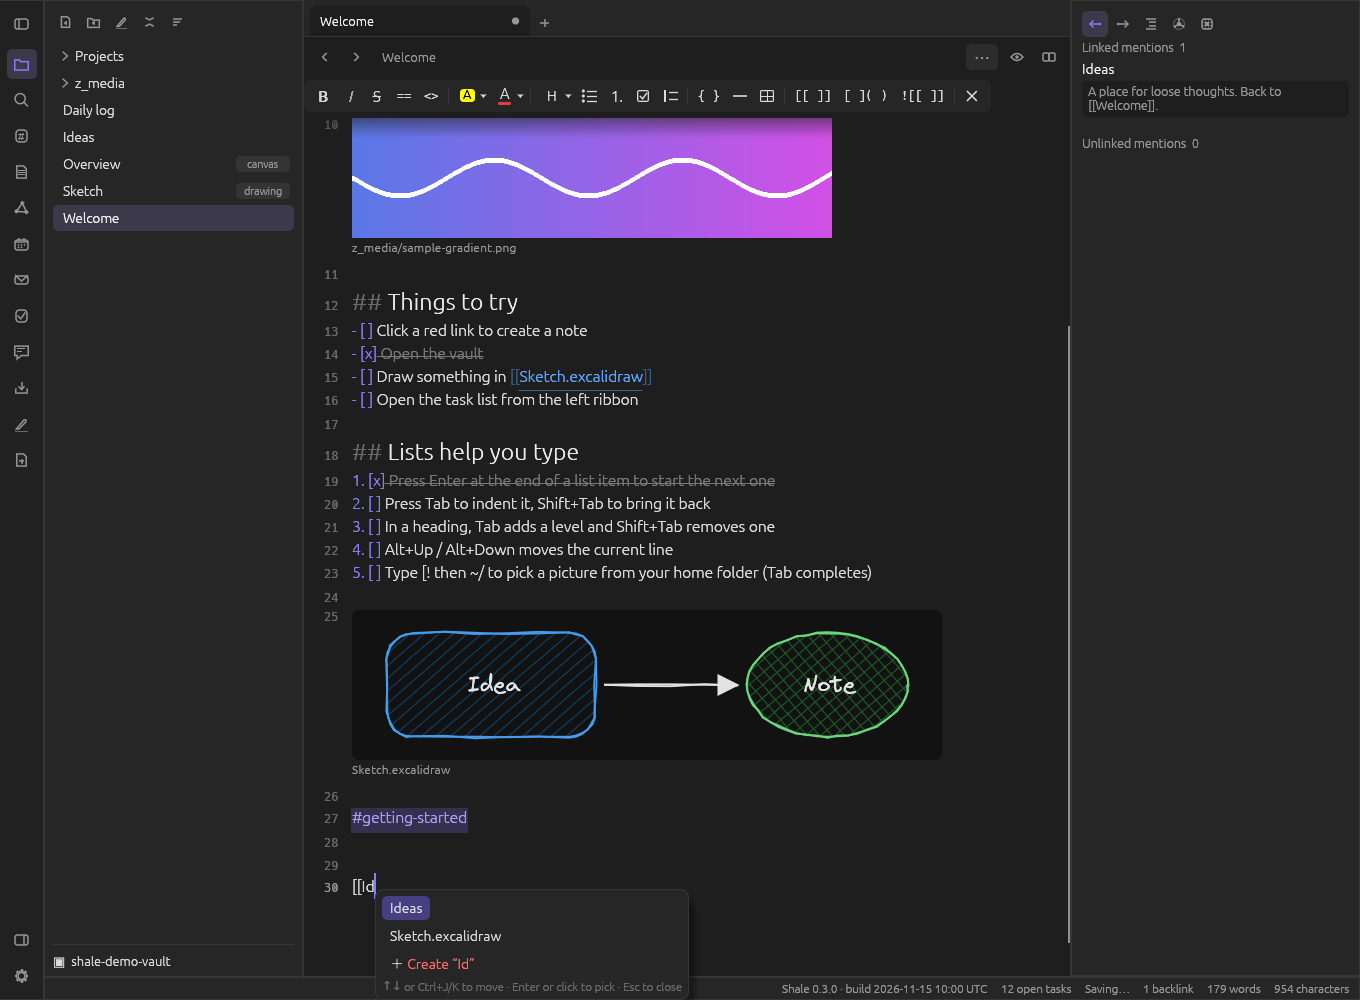 Projects
z_media
Daily log
Ideas
Overview canvas
Sketch drawing
Welcome
shale-demo-vault
Welcome
Welcome
B I S == <> A A H 1. { } — [[ ]] [ ]( ) ![[ ]]
10
z_media/sample-gradient.png
11
12 ## Things to try
13 - [ ] Click a red link to create a note
14 - [x] Open the vault
15 - [ ] Draw something in [[Sketch.excalidraw]]
16 - [ ] Open the task list from the left ribbon
17
18 ## Lists help you type
19 1. [x] Press Enter at the end of a list item to start the next one
20 2. [ ] Press Tab to indent it, Shift+Tab to bring it back
21 3. [ ] In a heading, Tab adds a level and Shift+Tab removes one
22 4. [ ] Alt+Up / Alt+Down moves the current line
23 5. [ ] Type [! then ~/ to pick a picture from your home folder (Tab completes)
24
25
Idea Note
Sketch.excalidraw
26
27 #getting-started
28
29
30 [[Id
Ideas
Sketch.excalidraw
+ Create “Id”
↑↓ or Ctrl+J/K to move · Enter or click to pick · Esc to close
Linked mentions 1
Ideas
A place for loose thoughts. Back to
[[Welcome]].
Unlinked mentions 0
Shale 0.3.0 · build 2026-11-15 10:00 UTC 12 open tasks Saving… 1 backlink 179 words 954 characters